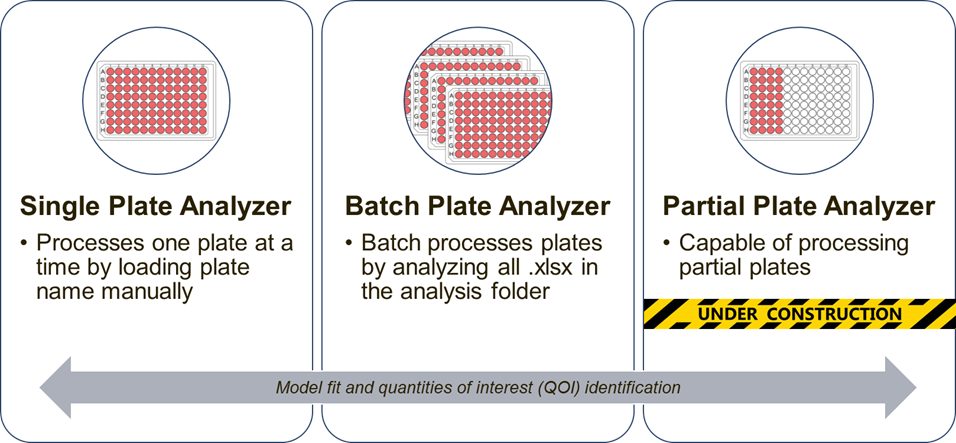 Single Plate Analyzer
• Processes one plate at a
time by loading plate
name manually
Batch Plate Analyzer
• Batch processes plates
by analyzing all .xlsx in
the analysis folder
Partial Plate Analyzer
• Capable of processing
partial plates
UNDER CONSTRUCTION
Model fit and quantities of interest (QOI) identification